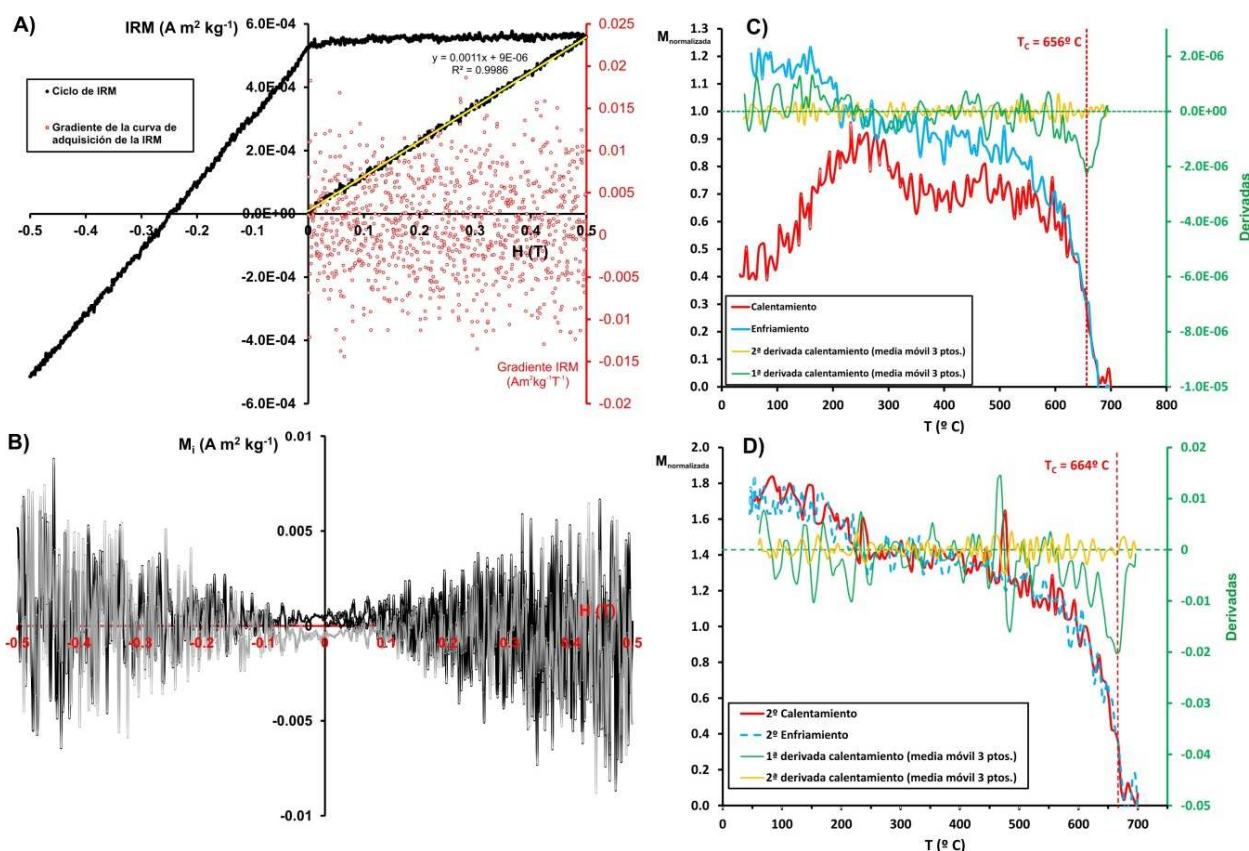 A)
IRM (A m² kg⁻¹)
6.0E-04
4.0E-04
2.0E-04
0.0E+00
-2.0E-04
-4.0E-04
-6.0E-04
-0.5
-0.4
-0.3
-0.2
-0.1
0
0.1
0.2
0.3
0.4
0.5
H (T)
y = 0.0011x + 9E-06
R² = 0.9986
Ciclo de IRM
Gradiente de la curva de
adquisición de la IRM
0.025
0.02
0.015
0.01
0.005
0
-0.005
-0.01
-0.015
-0.02
Gradiente IRM
(Am²kg⁻¹T⁻¹)
B)
Mi (A m² kg⁻¹)
0.01
0.005
-0.005
-0.01
-0.5
-0.4
-0.3
-0.2
-0.1
0
0.1
0.2
0.3
0.4
0.5
H (T)
C)
Mnormalizada
1.3
1.2
1.1
1.0
0.9
0.8
0.7
0.6
0.5
0.4
0.3
0.2
0.1
0.0
TC = 656º C
2.0E-06
0.0E+00
-2.0E-06
-4.0E-06
-6.0E-06
-8.0E-06
-1.0E-05
Derivadas
Calentamiento
Enfriamiento
2ª derivada calentamiento (media móvil 3 ptos.)
1ª derivada calentamiento (media móvil 3 ptos.)
0 100 200 300 400 500 600 700 800
T (º C)
D)
Mnormalizada
2.0
1.8
1.6
1.4
1.2
1.0
0.8
0.6
0.4
0.2
0.0
TC = 664º C
0.02
0.01
0
-0.01
-0.02
-0.03
-0.04
-0.05
Derivadas
2º Calentamiento
2º Enfriamiento
1ª derivada calentamiento (media móvil 3 ptos.)
2ª derivada calentamiento (media móvil 3 ptos.)
0 100 200 300 400 500 600 700
T (º C)